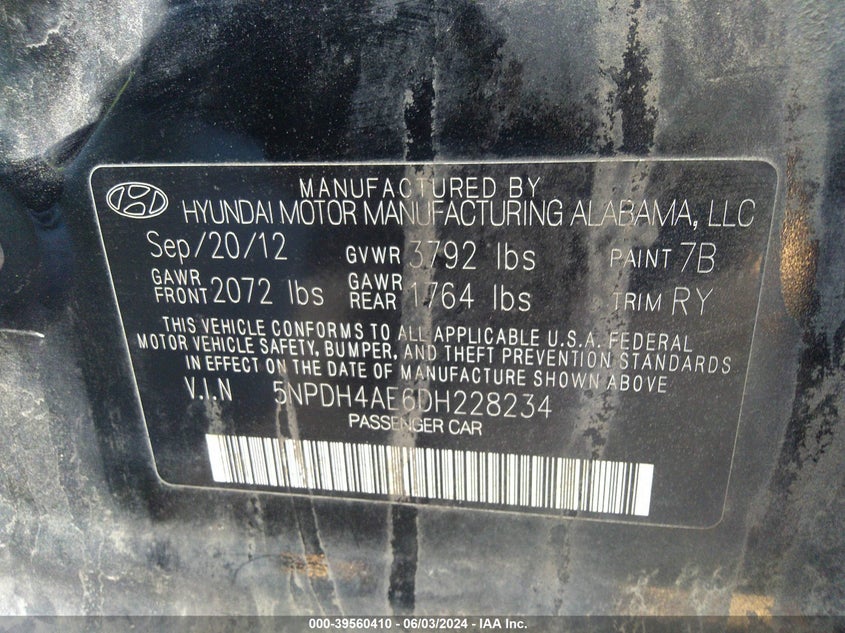 MANUFACTURED BY
HYUNDAI MOTOR MANUFACTURING ALABAMA, LLC
Sep/20/12 GVWR 3792 lbs PAINT 7B
GAWR FRONT 2072 lbs GAWR REAR 1764 lbs TRIM RY
THIS VEHICLE CONFORMS TO ALL APPLICABLE U.S.A. FEDERAL
MOTOR VEHICLE SAFETY, BUMPER, AND THEFT PREVENTION STANDARDS
IN EFFECT ON THE DATE OF MANUFACTURE SHOWN ABOVE
V.I.N 5NPDH4AE6DH228234
PASSENGER CAR
000-39560410 - 06/03/2024 - IAA Inc.